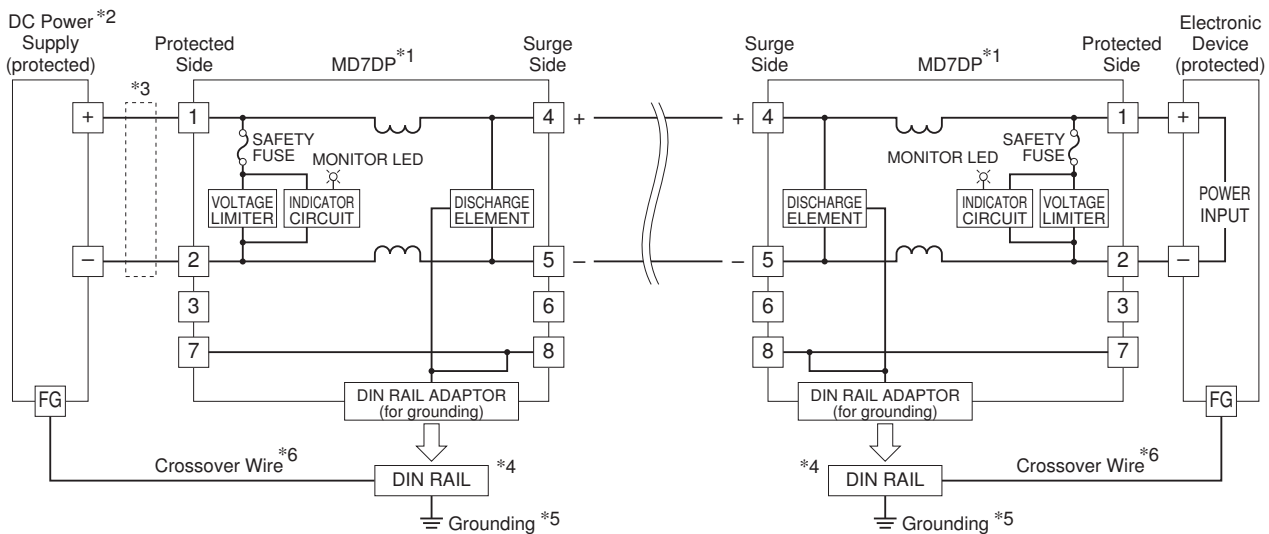 DC Power *2
Supply
(protected)
Protected
Side
MD7DP*1
Surge
Side
Surge
Side
MD7DP*1
Protected
Side
Electronic
Device
(protected)
*3
+
1
4
+
+
4
1
+
SAFETY
FUSE
MONITOR LED
VOLTAGE
LIMITER
INDICATOR
CIRCUIT
DISCHARGE
ELEMENT
DISCHARGE
ELEMENT
MONITOR LED
SAFETY
FUSE
INDICATOR
CIRCUIT
VOLTAGE
LIMITER
POWER
INPUT
–
2
5
–
–
5
2
–
3
6
6
3
7
8
8
7
FG
DIN RAIL ADAPTOR
(for grounding)
DIN RAIL ADAPTOR
(for grounding)
FG
Crossover Wire*6
DIN RAIL
*4
*4
DIN RAIL
Crossover Wire*6
Grounding *5
Grounding *5